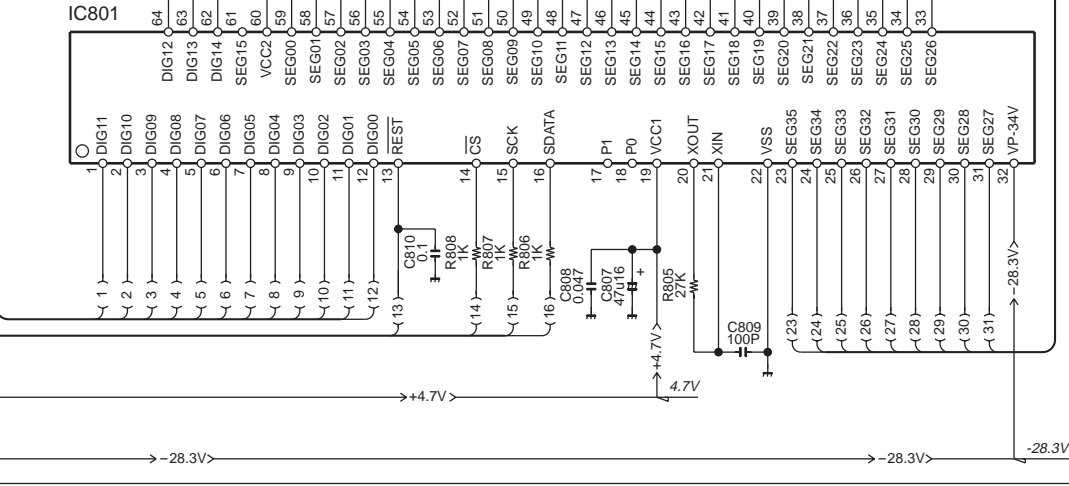 IC801
64 63 62 61 60 59 58 57 56 55 54 53 52 51 50 49 48 47 46 45 44 43 42 41 40 39 38 37 36 35 34 33
DIG12 DIG13 DIG14 SEG15 VCC2 SEG00 SEG01 SEG02 SEG03 SEG04 SEG05 SEG06 SEG07 SEG08 SEG09 SEG10 SEG11 SEG12 SEG13 SEG14 SEG15 SEG16 SEG17 SEG18 SEG19 SEG20 SEG21 SEG22 SEG23 SEG24 SEG25 SEG26
DIG11 DIG10 DIG09 DIG08 DIG07 DIG06 DIG05 DIG04 DIG03 DIG02 DIG01 DIG00 REST CS SCK SDATA P1 P0 VCC1 XOUT XIN VSS SEG35 SEG34 SEG33 SEG32 SEG31 SEG30 SEG29 SEG28 SEG27 VP-34V
1 2 3 4 5 6 7 8 9 10 11 12 13 14 15 16 17 18 19 20 21 22 23 24 25 26 27 28 29 30 31 32
C810
0.1
R808
1K
R807
1K
R806
1K
C808
0.047
C807
47u16
+
R805
27K
C809
100P
-28.3V
1 2 3 4 5 6 7 8 9 10 11 12 13 14 15 16
23 24 25 26 27 28 29 30 31
+4.7V
+4.7V
4.7V
-28.3V
-28.3V
-28.3V